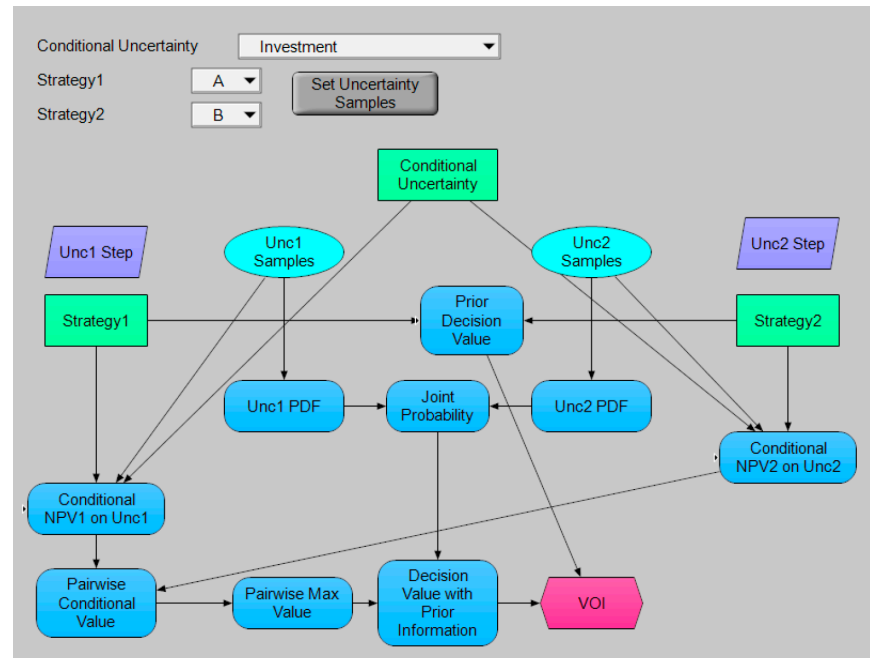 Conditional Uncertainty
Investment
Strategy1
A
Set Uncertainty
Samples
Strategy2
B
Conditional
Uncertainty
Unc1 Step
Unc1
Samples
Unc2
Samples
Unc2 Step
Strategy1
Prior
Decision
Value
Strategy2
Unc1 PDF
Joint
Probability
Unc2 PDF
Conditional
NPV2 on Unc2
Conditional
NPV1 on Unc1
Pairwise
Conditional
Value
Pairwise Max
Value
Decision
Value with
Prior
Information
VOI